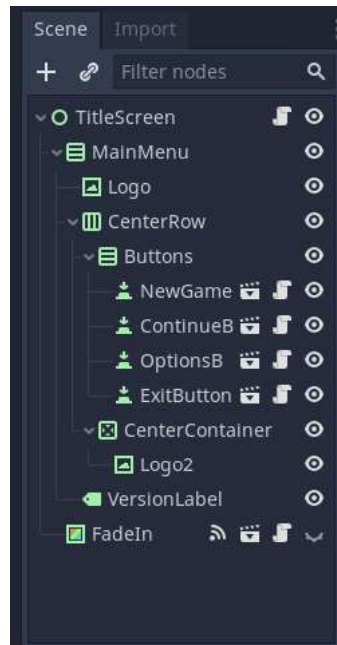 Scene Import
Filter nodes
TitleScreen
MainMenu
Logo
CenterRow
Buttons
NewGame
ContinueB
OptionsB
ExitButton
CenterContainer
Logo2
VersionLabel
FadeIn